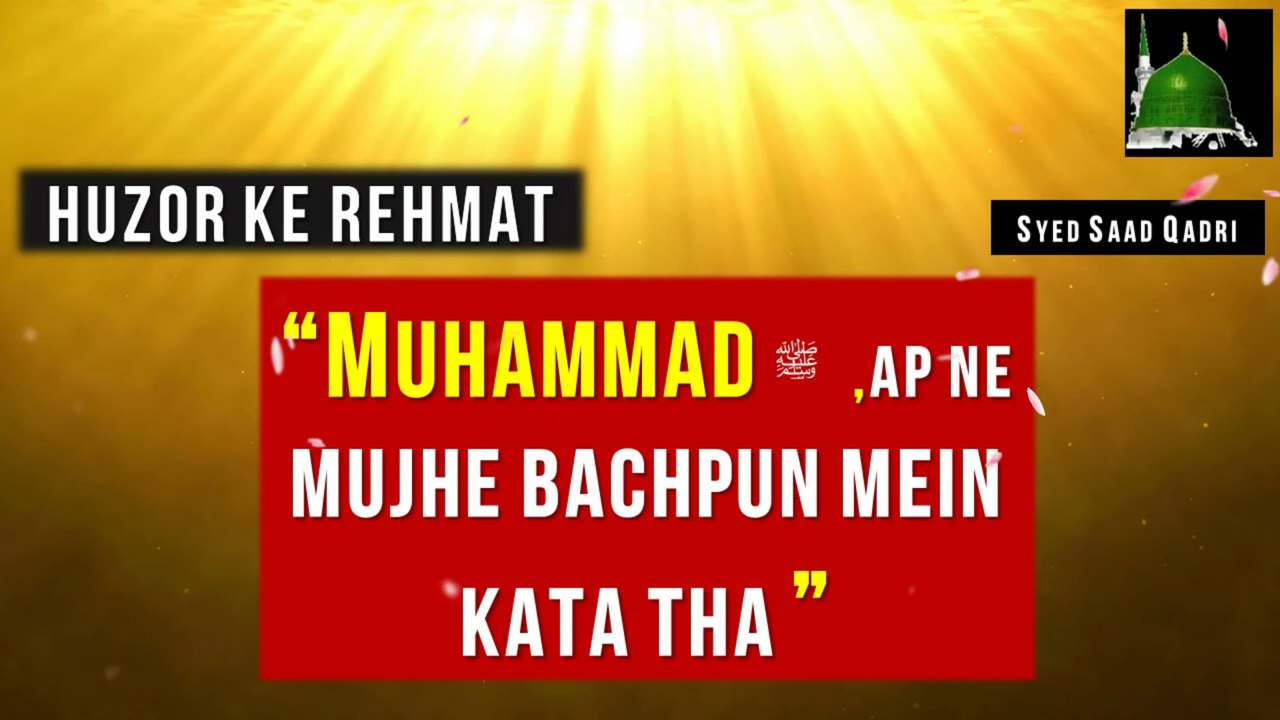 HUZOR KE REHMAT
SYED SAAD QADRI
“MUHAMMAD ﷺ ,AP NE
MUJHE BACHPUN MEIN
KATA THA ”